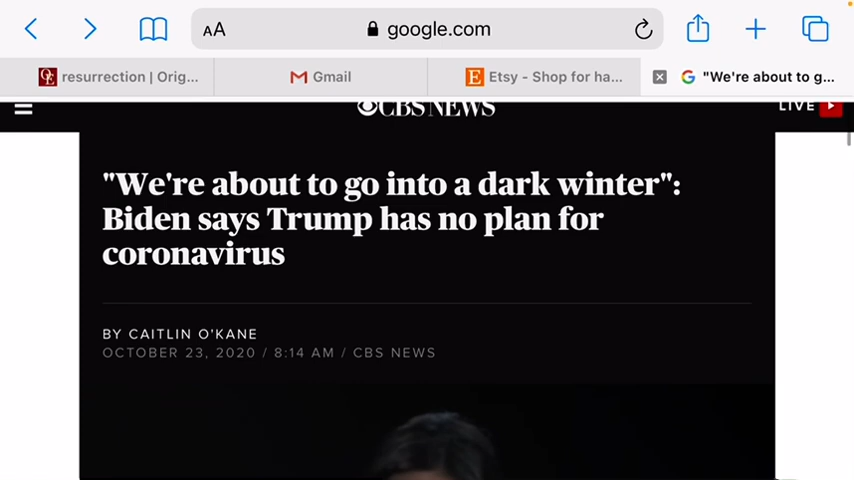 AA google.com
OE resurrection | Orig...
Gmail
Etsy - Shop for ha...
"We're about to g...
CBS NEWS
LIVE
"We're about to go into a dark winter":
Biden says Trump has no plan for
coronavirus
BY CAITLIN O'KANE
OCTOBER 23, 2020 / 8:14 AM / CBS NEWS